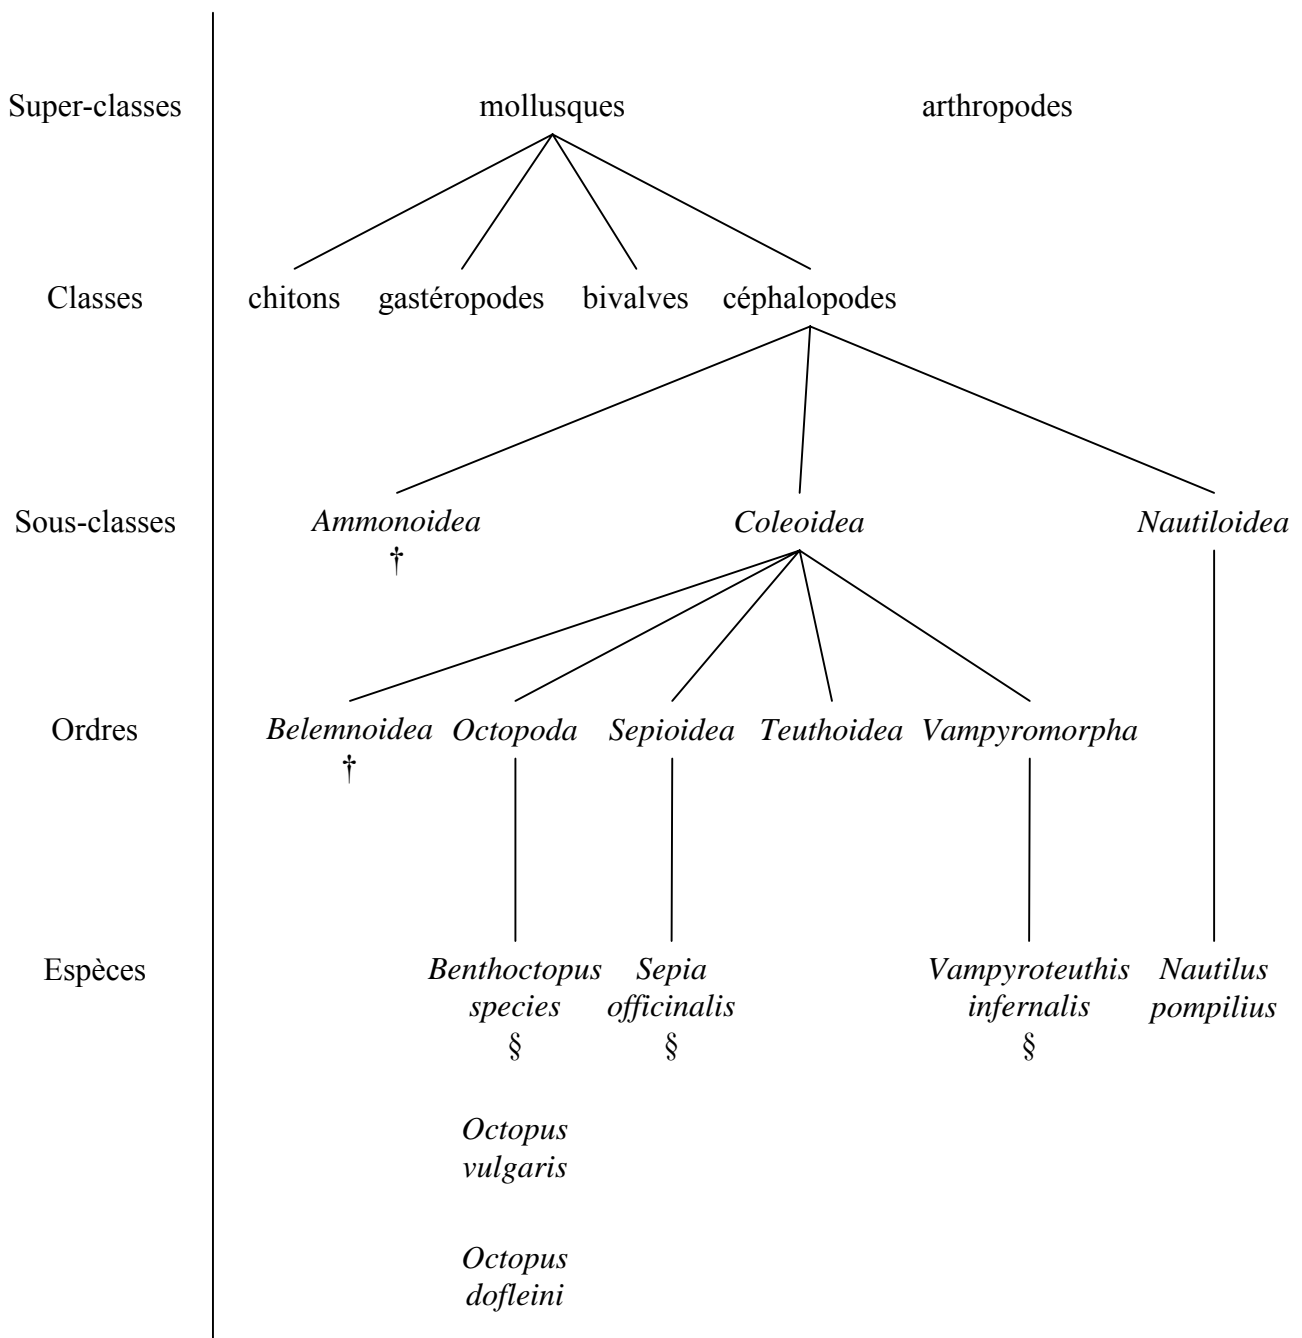 Super-classes mollusques arthropodes
Classes chitons gastéropodes bivalves céphalopodes
Sous-classes Ammonoidea Coleoidea Nautiloidea
†
Ordres Belemnoidea Octopoda Sepioidea Teuthoidea Vampyromorpha
†
Espèces Benthoctopus Sepia Vampyroteuthis Nautilus
species officinalis infernalis pompilius
§ § §
Octopus
vulgaris
Octopus
dofleini